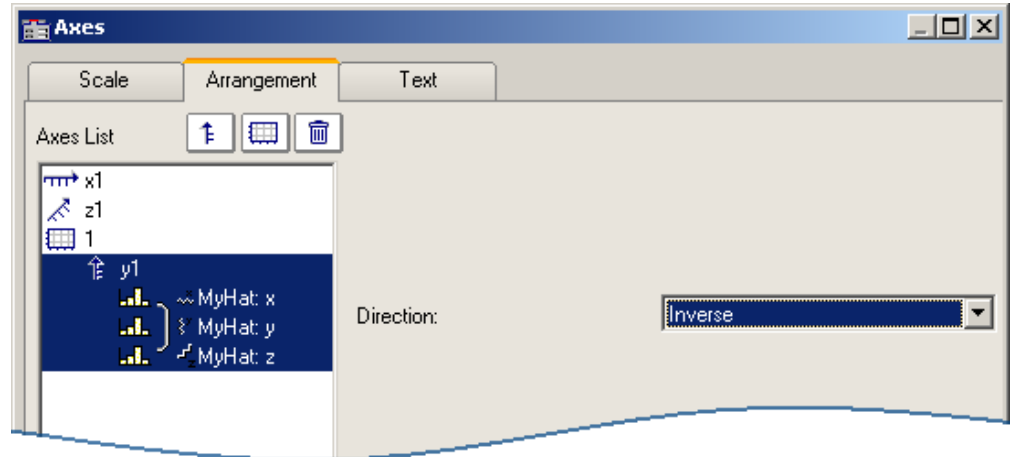 Axes
Scale Arrangement Text
Axes List
x1
z1
1
y1
MyHat: x
MyHat: y
MyHat: z
Direction: Inverse